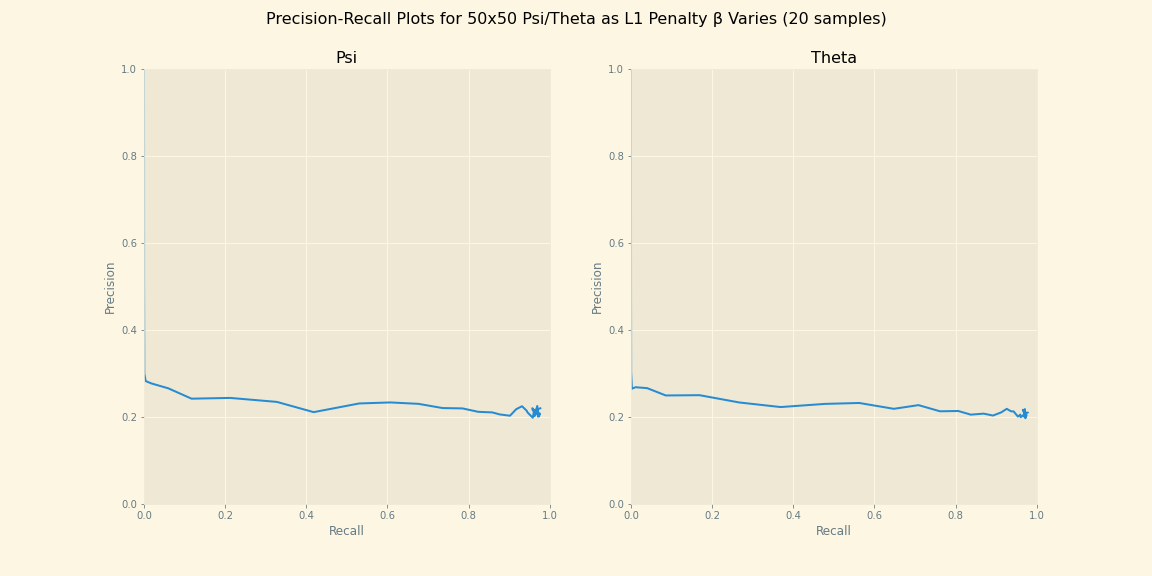 Precision-Recall Plots for 50x50 Psi/Theta as L1 Penalty β Varies (20 samples)
Psi
1.0
0.8
0.6
0.4
0.2
0.0
Precision
0.0 0.2 0.4 0.6 0.8 1.0
Recall
Theta
1.0
0.8
0.6
0.4
0.2
0.0
Precision
0.0 0.2 0.4 0.6 0.8 1.0
Recall